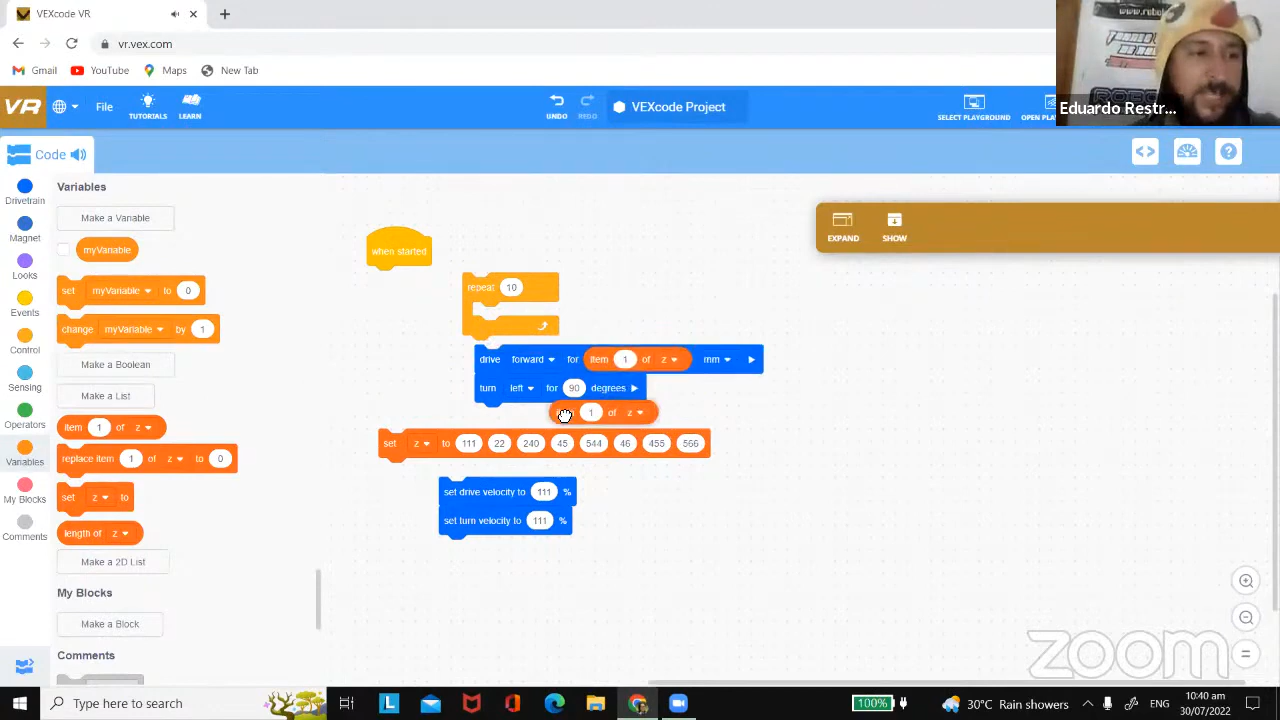 VEXcode VR
vr.vex.com
Gmail
YouTube
Maps
New Tab
www.robo
Eduardo Restr...
VR
File
TUTORIALS
LEARN
UNDO
REDO
VEXcode Project
SELECT PLAYGROUND
OPEN PLA
Code
Drivetrain
Magnet
Looks
Events
Control
Sensing
Operators
Variables
My Blocks
Comments
Variables
Make a Variable
myVariable
set myVariable to 0
change myVariable by 1
Make a Boolean
Make a List
item 1 of z
replace item 1 of z to 0
set z to
length of z
Make a 2D List
My Blocks
Make a Block
Comments
when started
repeat 10
drive forward for item 1 of z mm
turn left for 90 degrees
1 of z
set z to 111 22 240 45 544 46 455 566
set drive velocity to 111 %
set turn velocity to 111 %
EXPAND
SHOW
zoom
Type here to search
100%
30°C Rain showers
ENG
10:40 am
30/07/2022